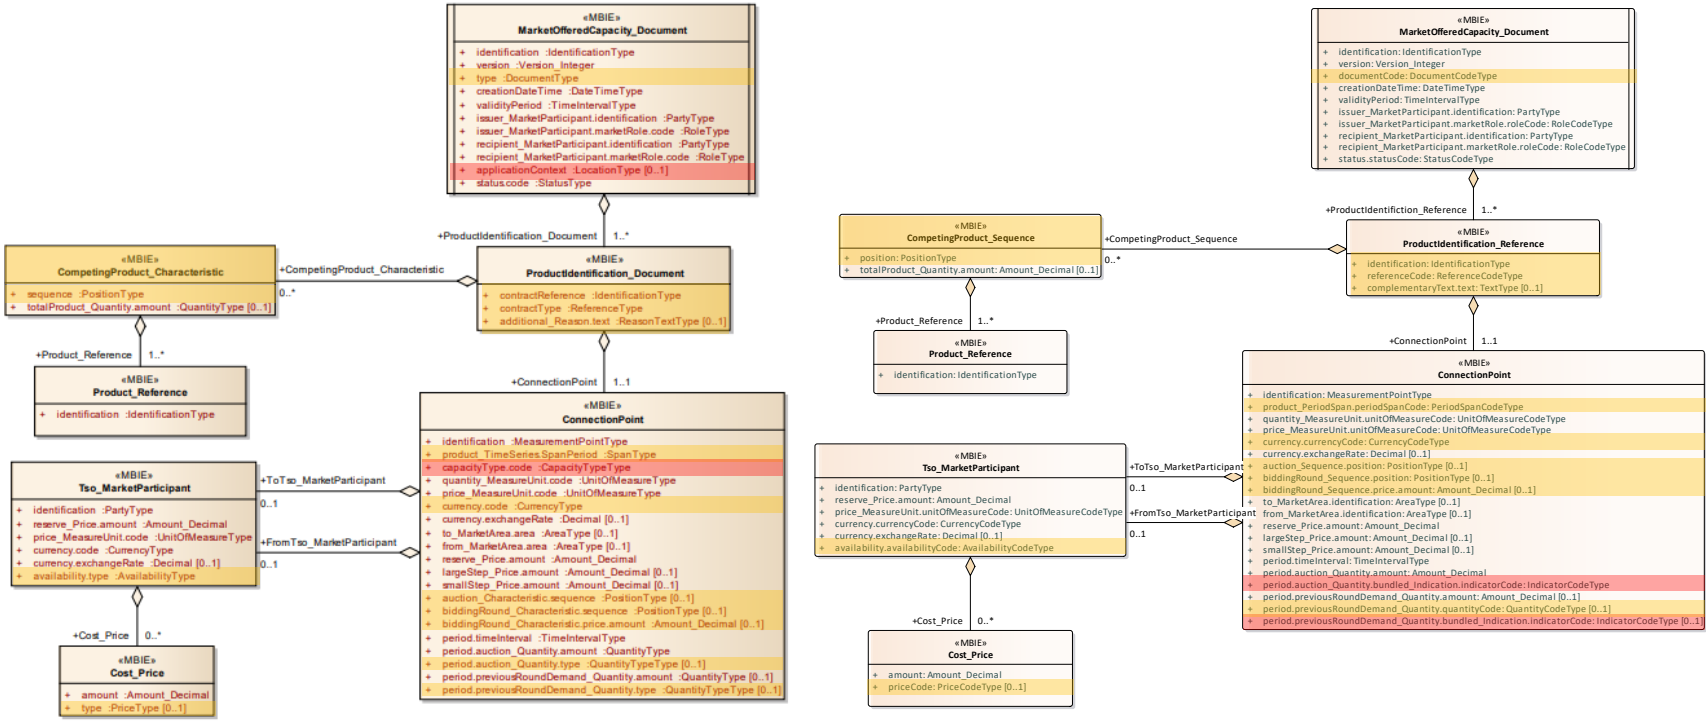 «MBIE»
MarketOfferedCapacity_Document
+ identification :IdentificationType
+ version :Version_Integer
+ type :DocumentType
+ creationDateTime :DateTimeType
+ validityPeriod :TimeIntervalType
+ issuer_MarketParticipant.identification :PartyType
+ issuer_MarketParticipant.marketRole.code :RoleType
+ recipient_MarketParticipant.identification :PartyType
+ recipient_MarketParticipant.marketRole.code :RoleType
+ applicationContext :LocationType [0..1]
+ status.code :StatusType
+ProductIdentification_Document 1..*
«MBIE»
CompetingProduct_Characteristic
+ sequence :PositionType
+ totalProduct_Quantity.amount :QuantityType [0..1]
+CompetingProduct_Characteristic
0..*
«MBIE»
ProductIdentification_Document
+ contractReference :IdentificationType
+ contractType :ReferenceType
+ additional_Reason.text :ReasonTextType [0..1]
+Product_Reference 1..*
«MBIE»
Product_Reference
+ identification :IdentificationType
+ConnectionPoint 1..1
«MBIE»
ConnectionPoint
+ identification :MeasurementPointType
+ product_TimeSeries.SpanPeriod :SpanType
+ capacityType.code :CapacityTypeType
+ quantity_MeasureUnit.code :UnitOfMeasureType
+ price_MeasureUnit.code :UnitOfMeasureType
+ currency.code :CurrencyType
+ currency.exchangeRate :Decimal [0..1]
+ to_MarketArea.area :AreaType [0..1]
+ from_MarketArea.area :AreaType [0..1]
+ reserve_Price.amount :Amount_Decimal
+ largeStep_Price.amount :Amount_Decimal [0..1]
+ smallStep_Price.amount :Amount_Decimal [0..1]
+ auction_Characteristic.sequence :PositionType [0..1]
+ biddingRound_Characteristic.sequence :PositionType [0..1]
+ biddingRound_Characteristic.price.amount :Amount_Decimal [0..1]
+ period.timeInterval :TimeIntervalType
+ period.auction_Quantity.amount :QuantityType
+ period.auction_Quantity.type :QuantityTypeType [0..1]
+ period.previousRoundDemand_Quantity.amount :QuantityType [0..1]
+ period.previousRoundDemand_Quantity.type :QuantityTypeType [0..1]
«MBIE»
Tso_MarketParticipant
+ identification :PartyType
+ reserve_Price.amount :Amount_Decimal
+ price_MeasureUnit.code :UnitOfMeasureType
+ currency.code :CurrencyType
+ currency.exchangeRate :Decimal [0..1]
+ availability.type :AvailabilityType
+ToTso_MarketParticipant
0..1
+FromTso_MarketParticipant
0..1
+Cost_Price 0..*
«MBIE»
Cost_Price
+ amount :Amount_Decimal
+ type :PriceType [0..1]
«MBIE»
MarketOfferedCapacity_Document
+ identification: IdentificationType
+ version: Version_Integer
+ documentCode: DocumentCodeType
+ creationDateTime: DateTimeType
+ validityPeriod: TimeIntervalType
+ issuer_MarketParticipant.identification: PartyType
+ issuer_MarketParticipant.marketRole.roleCode: RoleCodeType
+ recipient_MarketParticipant.identification: PartyType
+ recipient_MarketParticipant.marketRole.roleCode: RoleCodeType
+ status.statusCode: StatusCodeType
+ProductIdentifiction_Reference 1..*
«MBIE»
CompetingProduct_Sequence
+ position: PositionType
+ totalProduct_Quantity.amount: Amount_Decimal [0..1]
+CompetingProduct_Sequence
0..*
«MBIE»
ProductIdentification_Reference
+ identification: IdentificationType
+ referenceCode: ReferenceCodeType
+ complementaryText.text: TextType [0..1]
+Product_Reference 1..*
«MBIE»
Product_Reference
+ identification: IdentificationType
+ConnectionPoint 1..1
«MBIE»
ConnectionPoint
+ identification: MeasurementPointType
+ product_PeriodSpan.periodSpanCode: PeriodSpanCodeType
+ quantity_MeasureUnit.unitOfMeasureCode: UnitOfMeasureCodeType
+ price_MeasureUnit.unitOfMeasureCode: UnitOfMeasureCodeType
+ currency.currencyCode: CurrencyCodeType
+ currency.exchangeRate: Decimal [0..1]
+ auction_Sequence.position: PositionType [0..1]
+ biddingRound_Sequence.position: PositionType [0..1]
+ biddingRound_Sequence.price.amount: Amount_Decimal [0..1]
+ to_MarketArea.identification: AreaType [0..1]
+ from_MarketArea.identification: AreaType [0..1]
+ reserve_Price.amount: Amount_Decimal
+ largeStep_Price.amount: Amount_Decimal [0..1]
+ smallStep_Price.amount: Amount_Decimal [0..1]
+ period.timeInterval: TimeIntervalType
+ period.auction_Quantity.amount: Amount_Decimal
+ period.auction_Quantity.bundled_Indication.indicatorCode: IndicatorCodeType
+ period.previousRoundDemand_Quantity.amount: Amount_Decimal [0..1]
+ period.previousRoundDemand_Quantity.quantityCode: QuantityCodeType [0..1]
+ period.previousRoundDemand_Quantity.bundled_Indication.indicatorCode: IndicatorCodeType [0..1]
«MBIE»
Tso_MarketParticipant
+ identification: PartyType
+ reserve_Price.amount: Amount_Decimal
+ price_MeasureUnit.unitOfMeasureCode: UnitOfMeasureCodeType
+ currency.currencyCode: CurrencyCodeType
+ currency.exchangeRate: Decimal [0..1]
+ availability.availabilityCode: AvailabilityCodeType
+ToTso_MarketParticipant
0..1
+FromTso_MarketParticipant
0..1
+Cost_Price 0..*
«MBIE»
Cost_Price
+ amount: Amount_Decimal
+ priceCode: PriceCodeType [0..1]